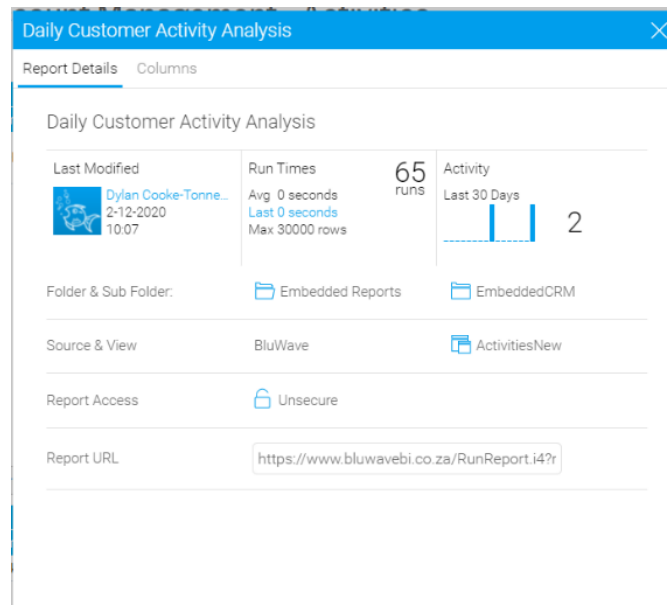 Daily Customer Activity Analysis
Report Details Columns
Daily Customer Activity Analysis
Last Modified
Dylan Cooke-Tonne...
2-12-2020
10:07
Run Times
Avg 0 seconds
Last 0 seconds
Max 30000 rows
65
runs
Activity
Last 30 Days
2
Folder & Sub Folder: Embedded Reports EmbeddedCRM
Source & View BluWave ActivitiesNew
Report Access Unsecure
Report URL https://www.bluwavebi.co.za/RunReport.i4?r